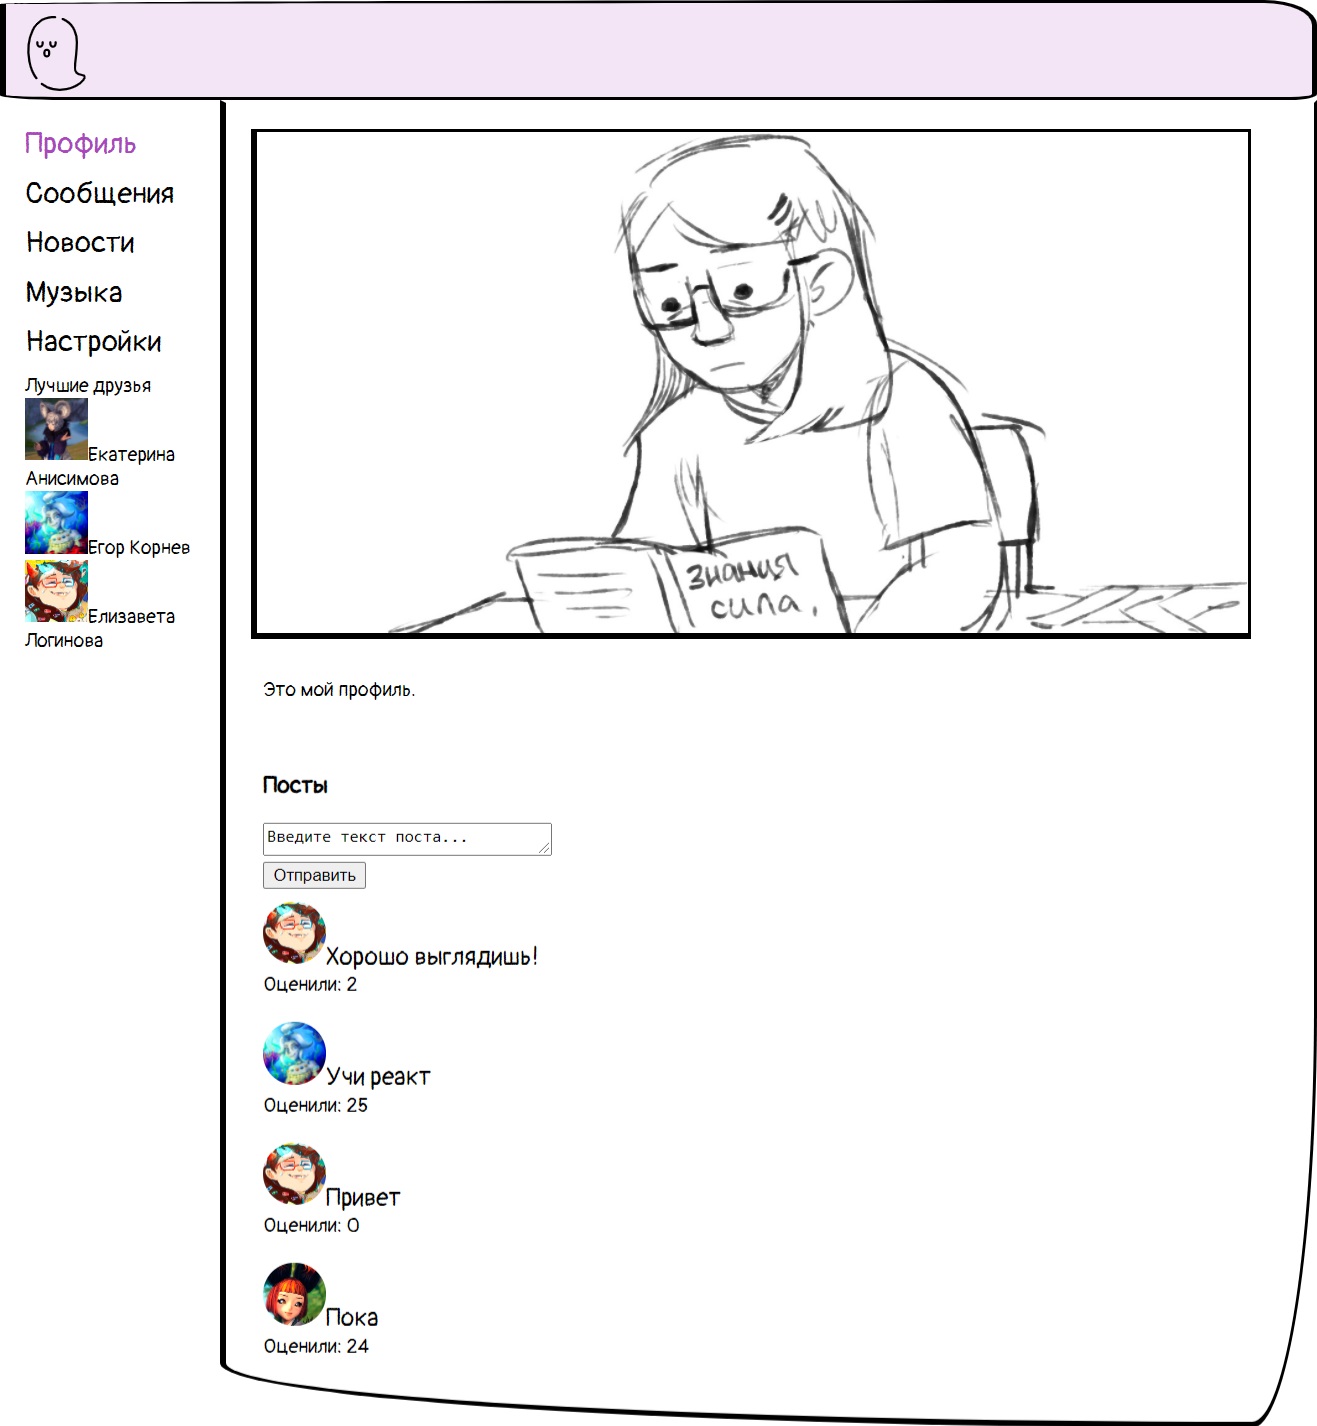 Профиль
Сообщения
Новости
Музыка
Настройки
Лучшие друзья
Екатерина
Анисимова
Егор Корнев
Елизавета
Логинова
знания
сила.
Это мой профиль.
Посты
Введите текст поста...
Отправить
Хорошо выглядишь!
Оценили: 2
Учи реакт
Оценили: 25
Привет
Оценили: 0
Пока
Оценили: 24